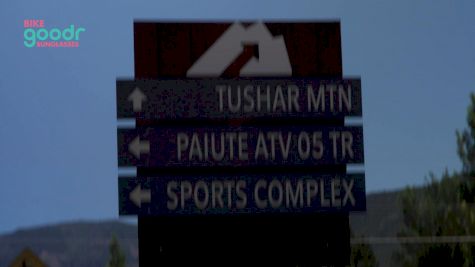 BIKE
goodr
SUNGLASSES
TUSHAR MTN
PAIUTE ATV 05 TR
SPORTS COMPLEX